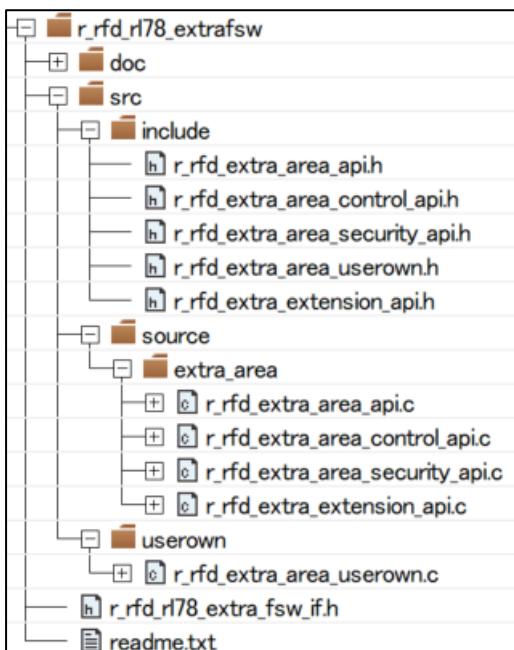 r_rfd_rl78_extrafsw
doc
src
include
r_rfd_extra_area_api.h
r_rfd_extra_area_control_api.h
r_rfd_extra_area_security_api.h
r_rfd_extra_area_userown.h
r_rfd_extra_extension_api.h
source
extra_area
r_rfd_extra_area_api.c
r_rfd_extra_area_control_api.c
r_rfd_extra_area_security_api.c
r_rfd_extra_extension_api.c
userown
r_rfd_extra_area_userown.c
r_rfd_rl78_extra_fsw_if.h
readme.txt